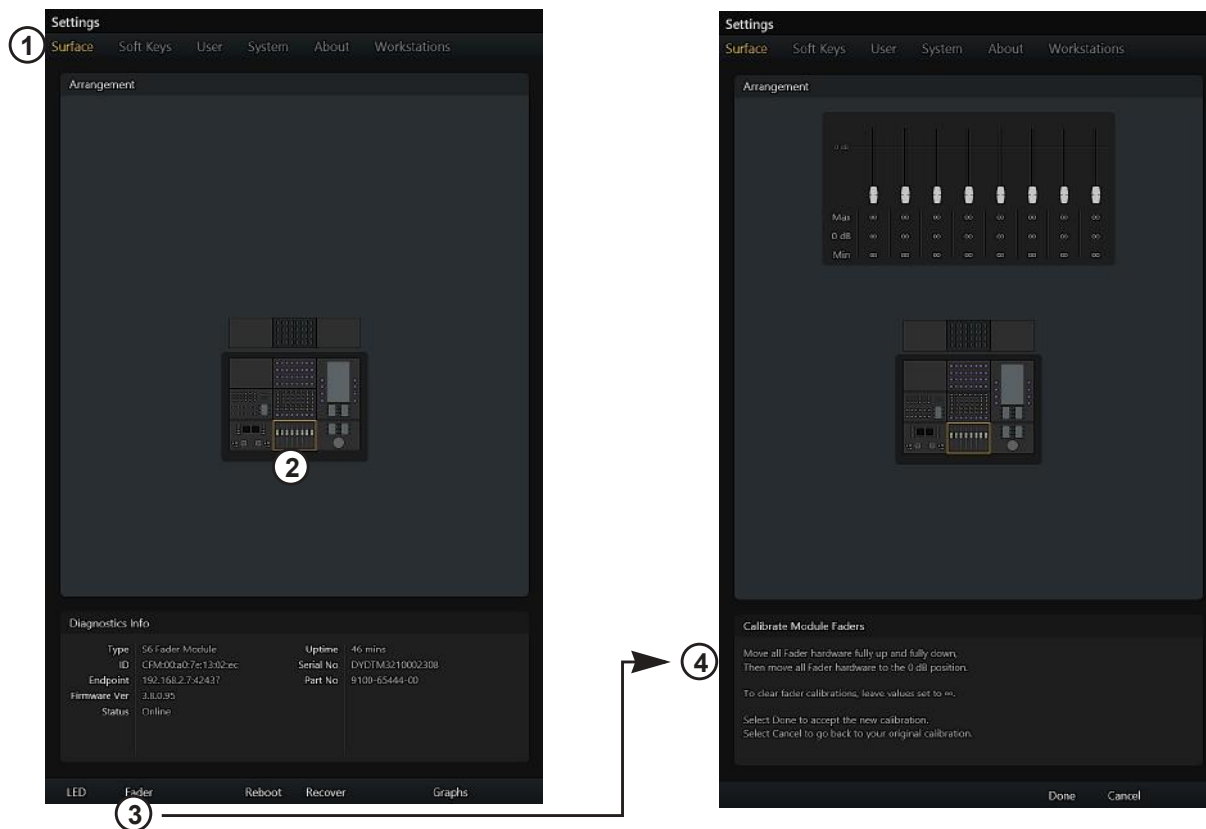 Settings
1
Surface Soft Keys User System About Workstations
Arrangement
2
Diagnostics Info
Type S6 Fader Module
ID CFM:00:a0:7e:13:02:ec
Endpoint 192.168.2.7:42437
Firmware Ver 3.8.0.95
Status Online
Uptime 46 mins
Serial No DYDTM3210002308
Part No 9100-65444-00
LED Fader Reboot Recover Graphs
3
Settings
Surface Soft Keys User System About Workstations
Arrangement
0 dB
Max ∞ ∞ ∞ ∞ ∞ ∞ ∞ ∞
0 dB ∞ ∞ ∞ ∞ ∞ ∞ ∞ ∞
Min ∞ ∞ ∞ ∞ ∞ ∞ ∞ ∞
4
Calibrate Module Faders
Move all Fader hardware fully up and fully down,
Then move all Fader hardware to the 0 dB position.
To clear fader calibrations, leave values set to ∞.
Select Done to accept the new calibration.
Select Cancel to go back to your original calibration.
Done Cancel